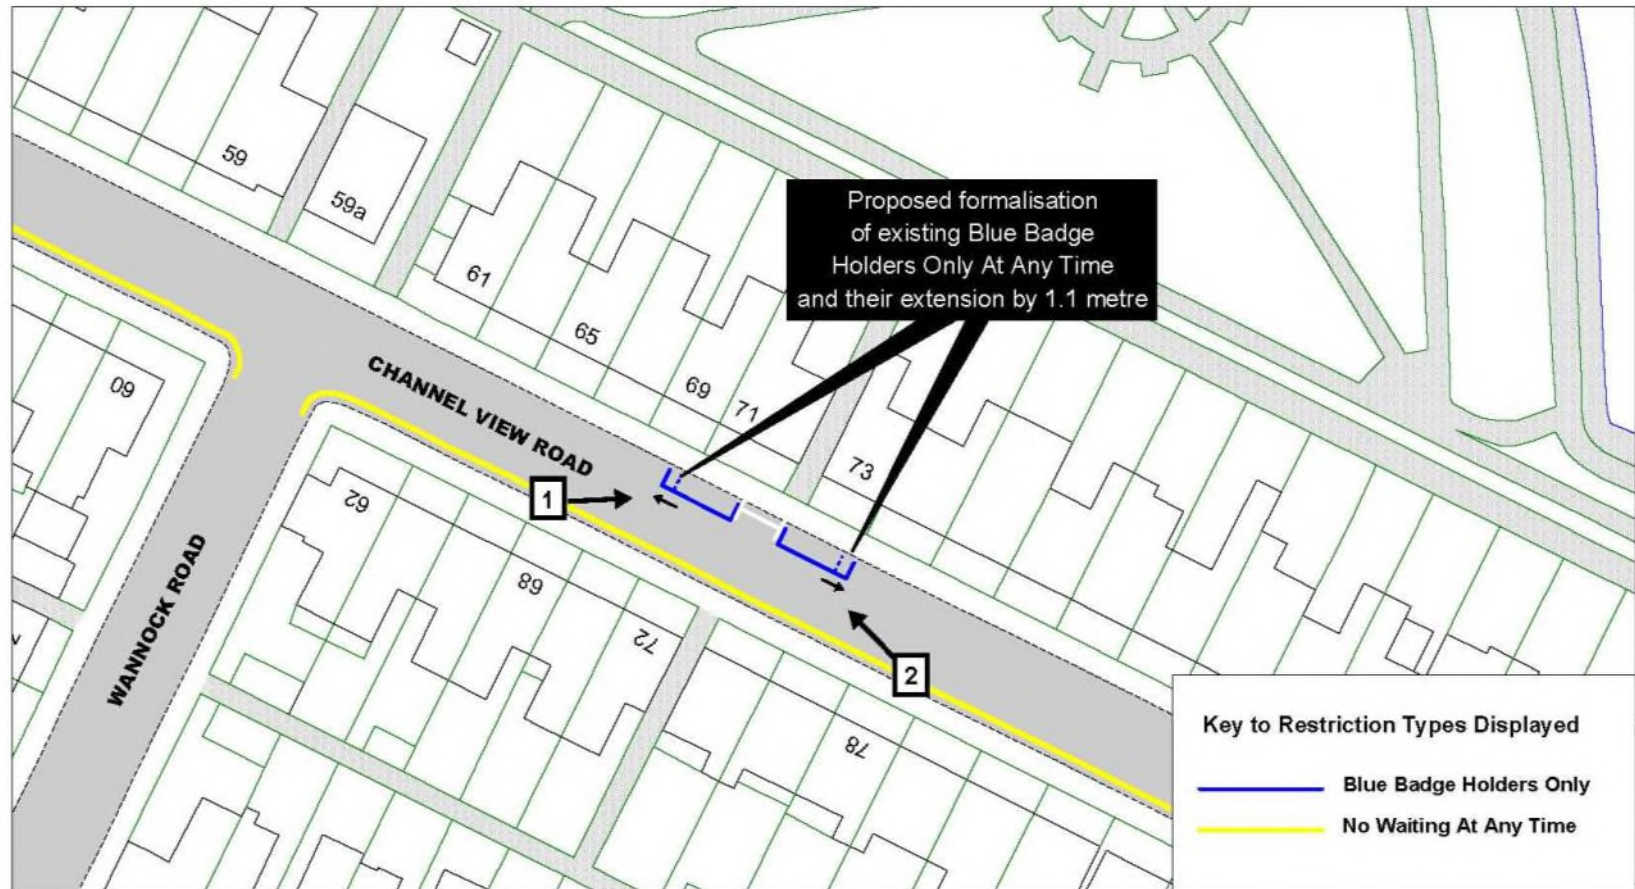 59
59a
61
65
69
71
73
Proposed formalisation
of existing Blue Badge
Holders Only At Any Time
and their extension by 1.1 metre
CHANNEL VIEW ROAD
WANNOCK ROAD
60
62
68
72
78
1
2
Key to Restriction Types Displayed
Blue Badge Holders Only
No Waiting At Any Time